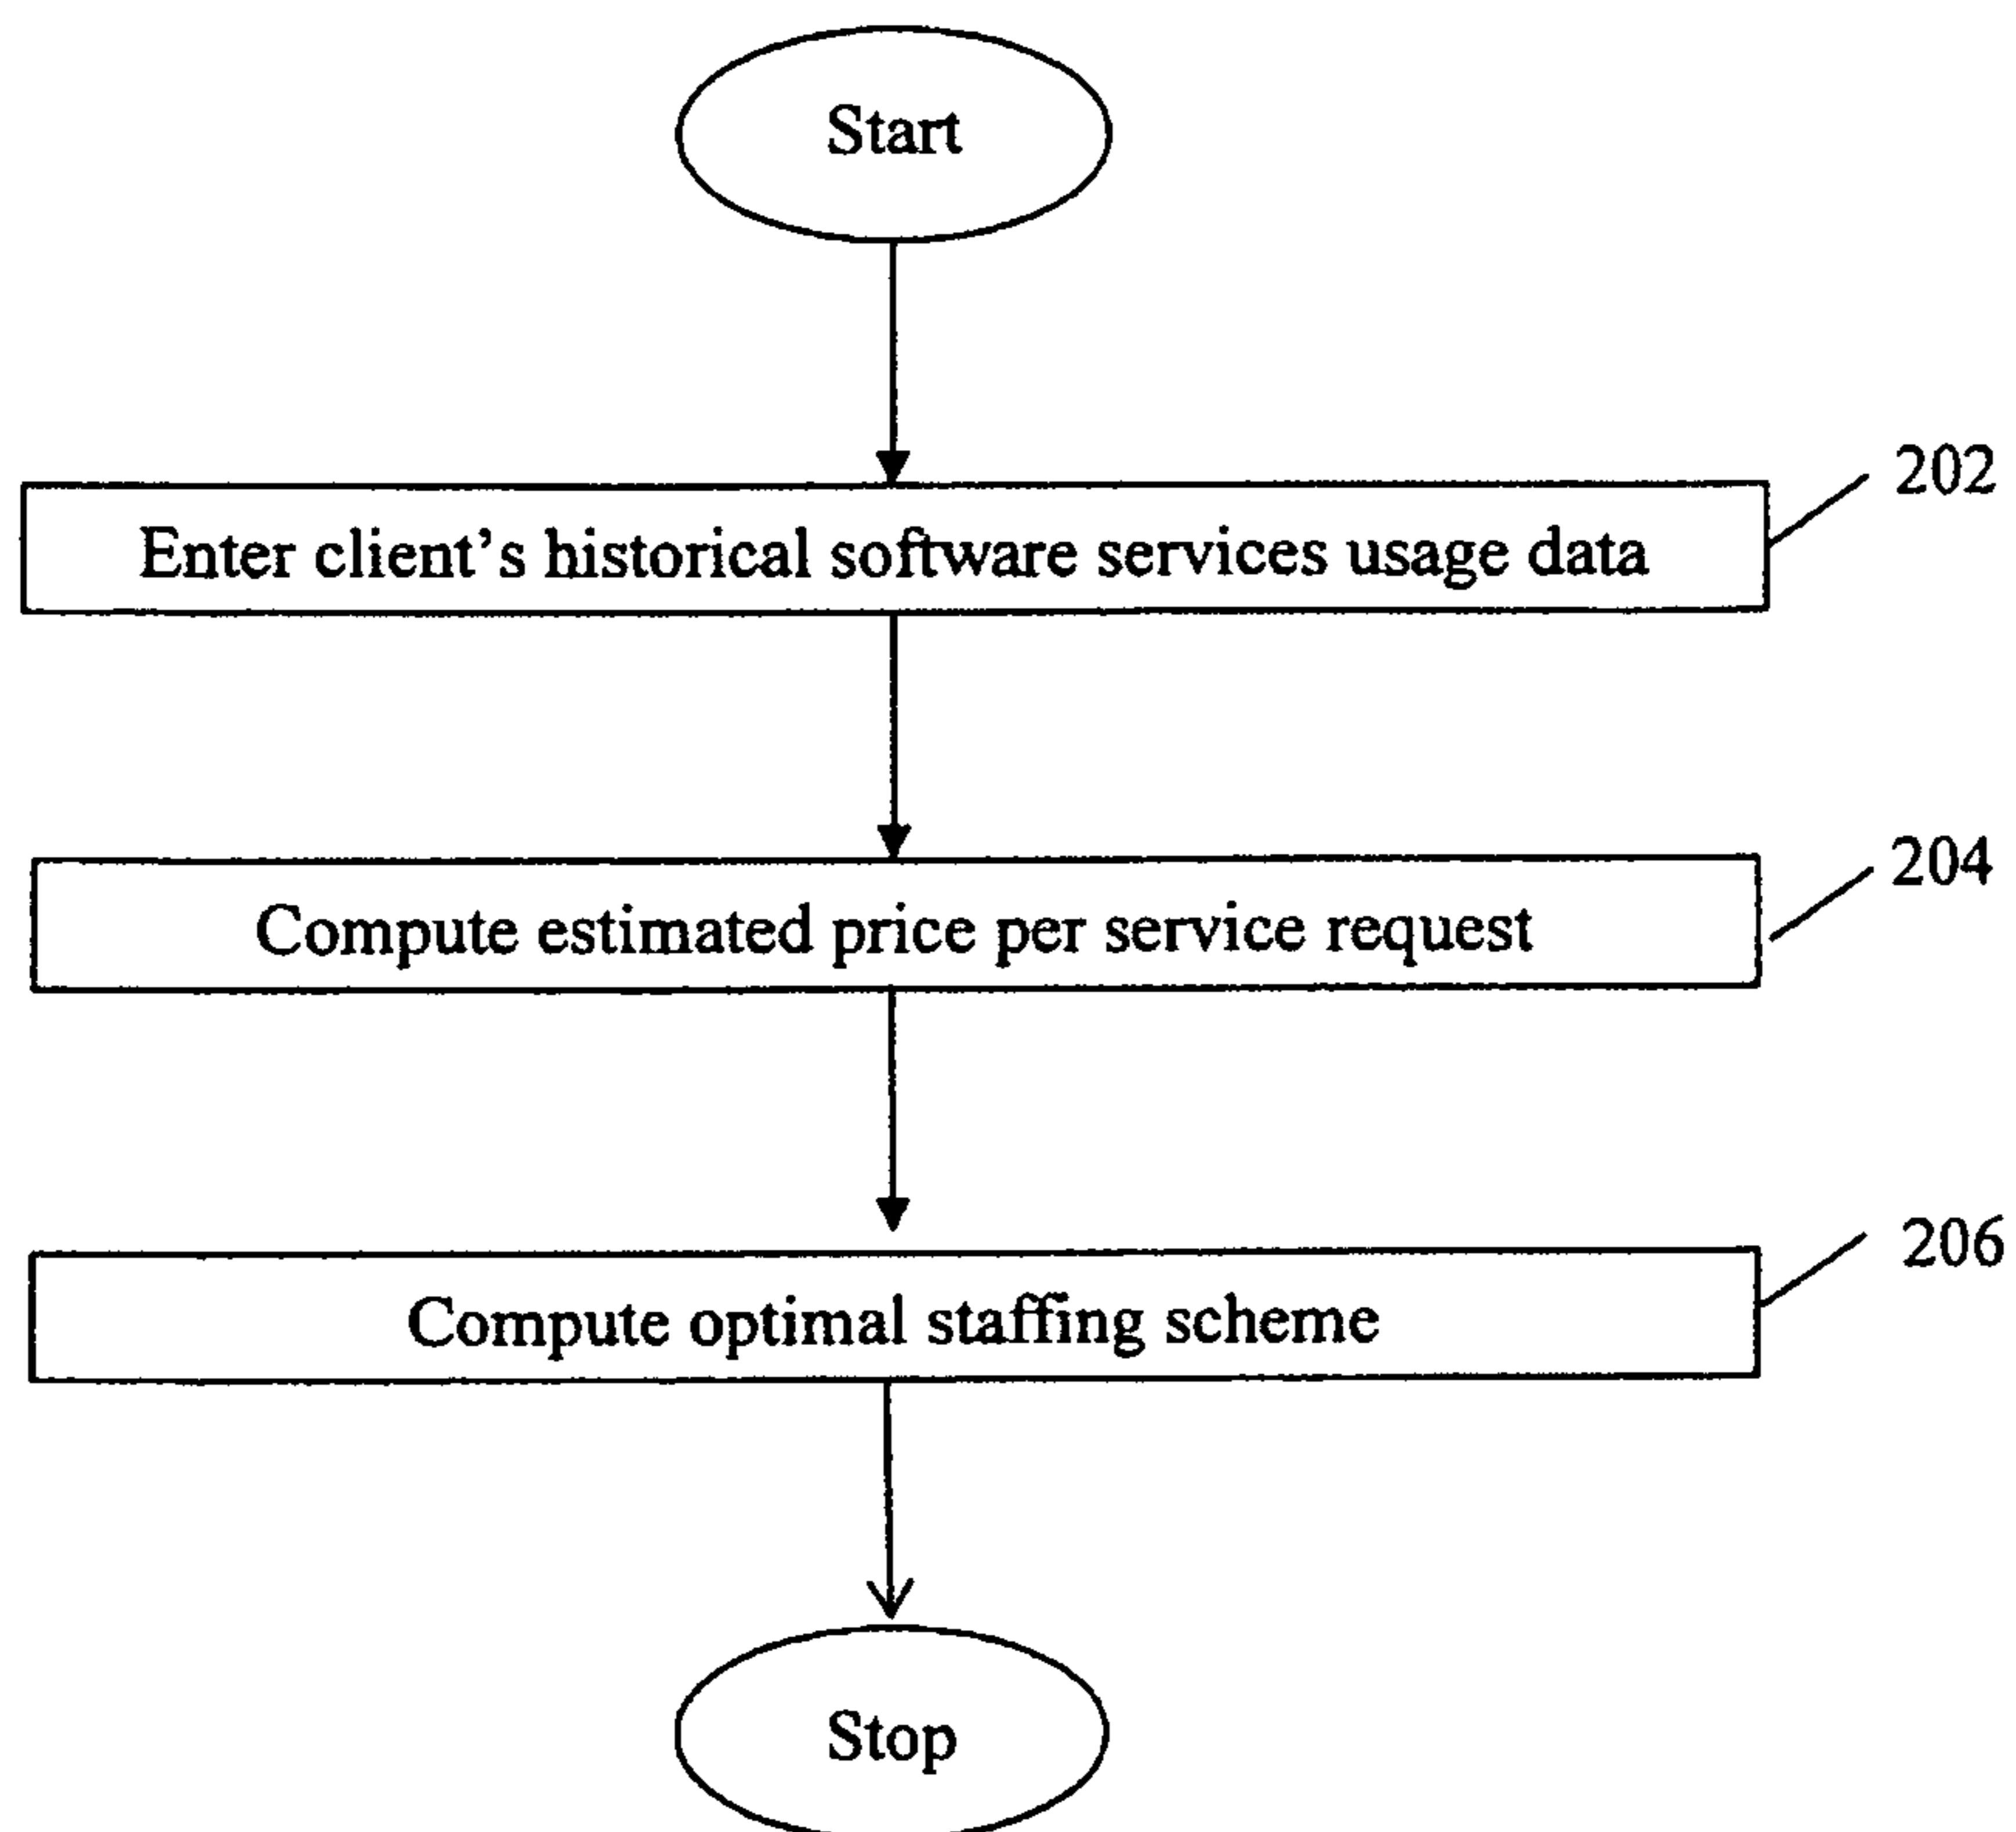 Start
202
Enter client's historical software services usage data
204
Compute estimated price per service request
206
Compute optimal staffing scheme
Stop